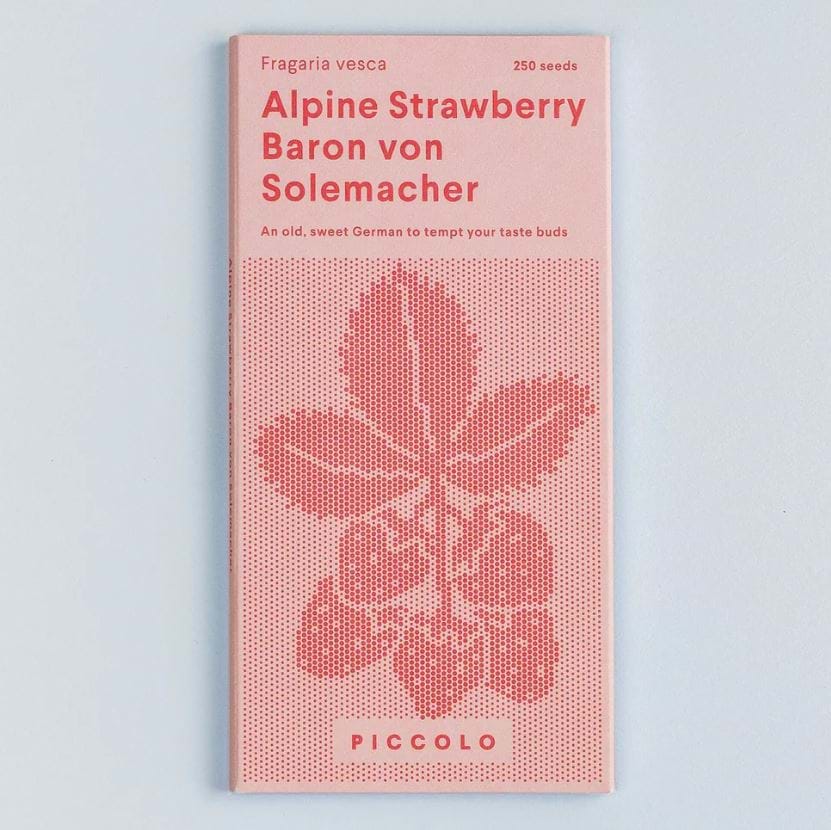 Fragaria vesca
250 seeds
Alpine Strawberry
Baron von
Solemacher
An old, sweet German to tempt your taste buds
PICCOLO